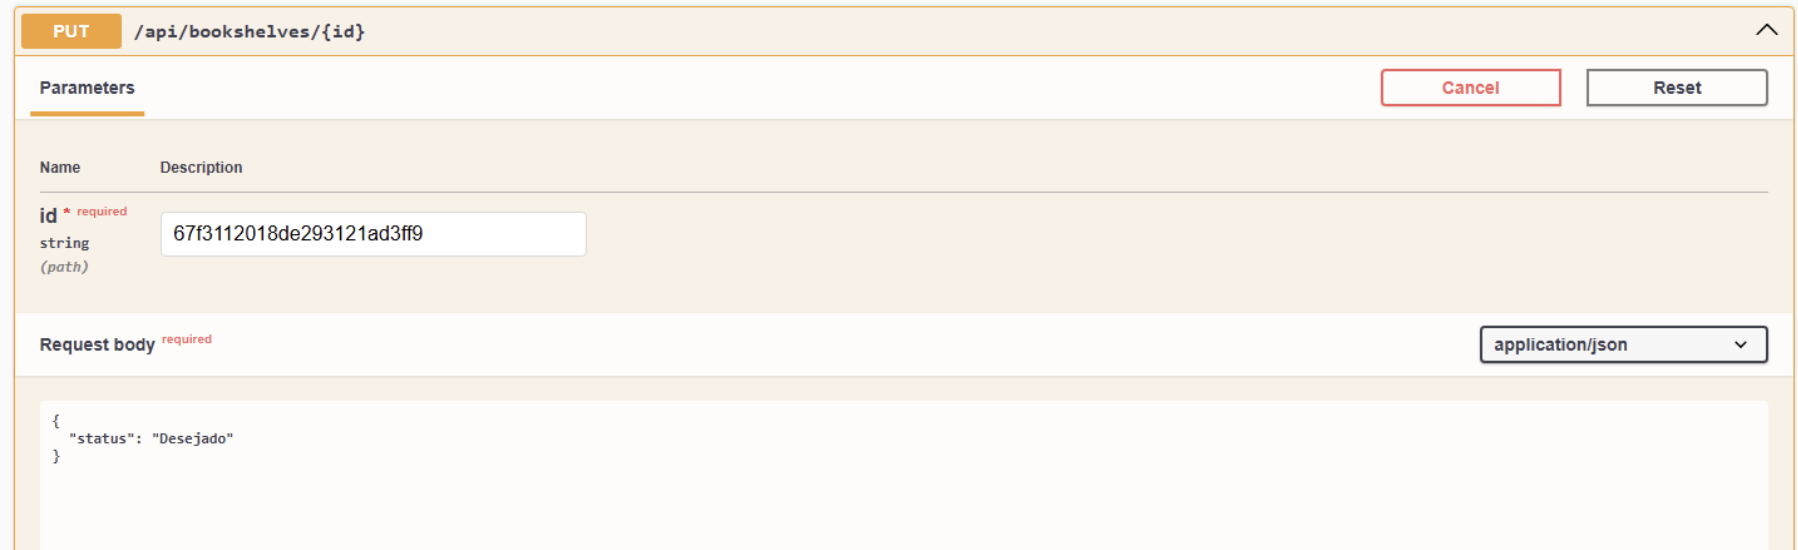 PUT /api/bookshelves/{id}
Parameters
Cancel
Reset
Name Description
id * required
string
(path)
67f3112018de293121ad3ff9
Request body required
application/json
{
"status": "Desejado"
}